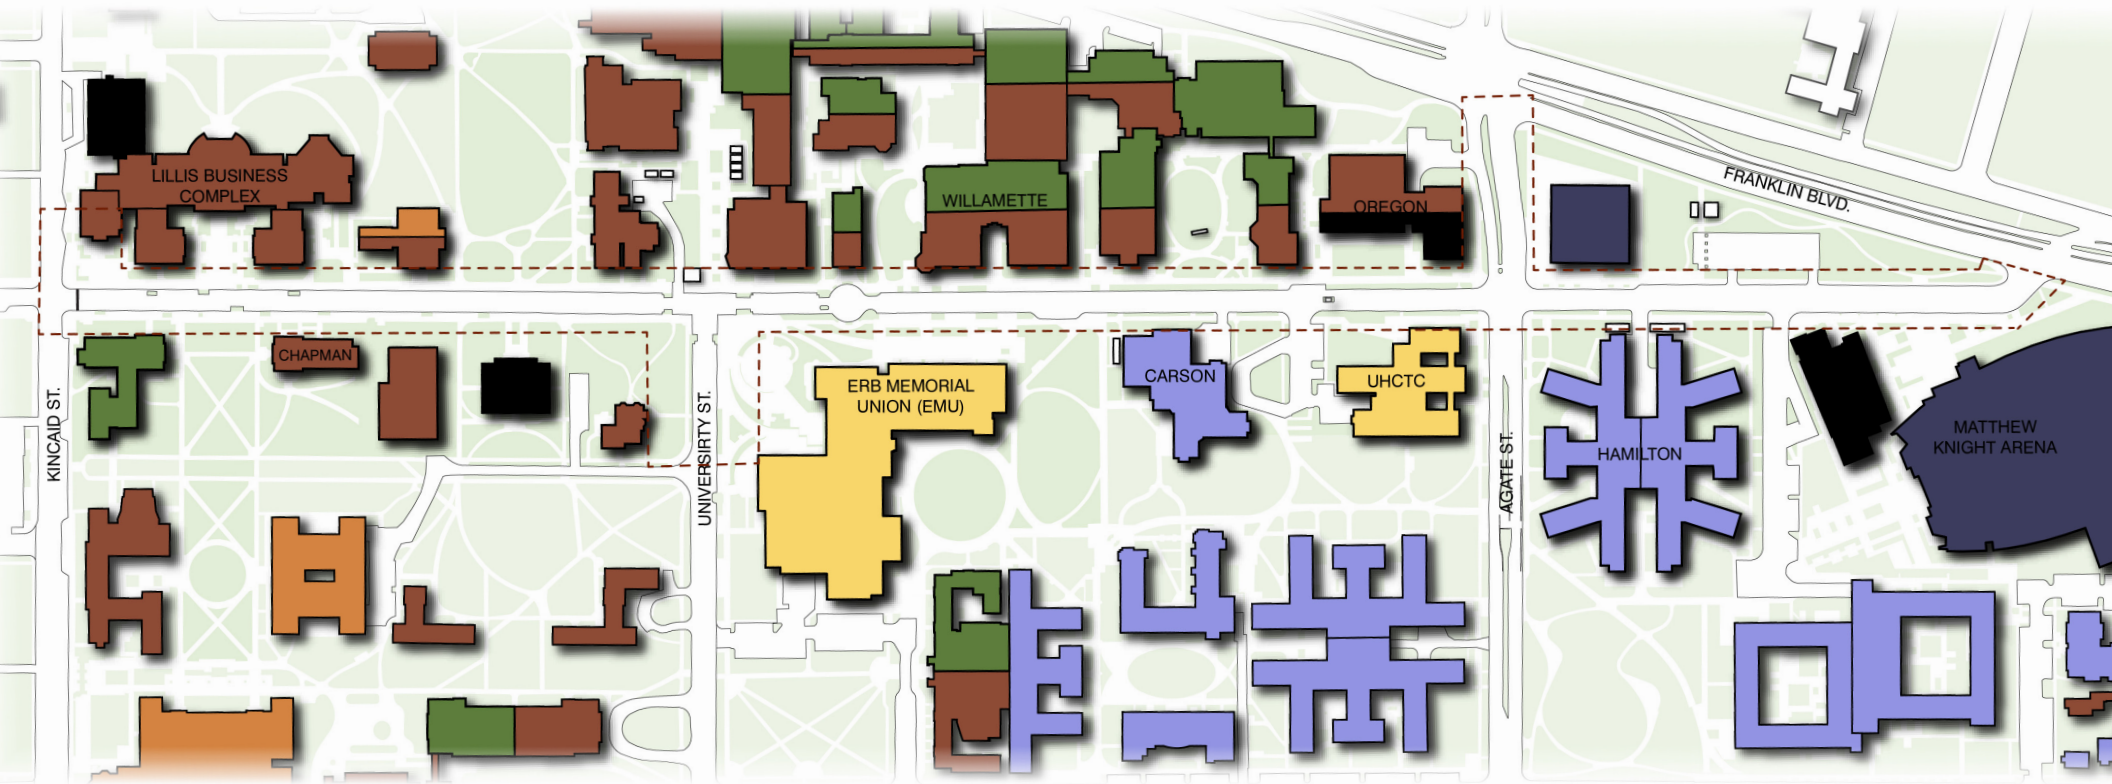 LILLIS BUSINESS
COMPLEX
WILLAMETTE
OREGON
FRANKLIN BLVD.
CHAPMAN
ERB MEMORIAL
UNION (EMU)
CARSON
UHCTC
KINCAID ST.
UNIVERSIRTY ST.
AGATE ST.
HAMILTON
MATTHEW
KNIGHT ARENA